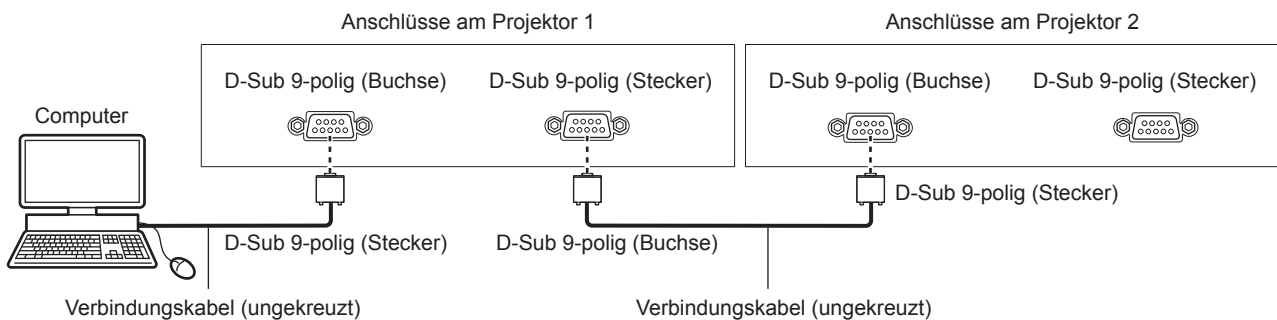 Anschlüsse am Projektor 1
Anschlüsse am Projektor 2
D-Sub 9-polig (Buchse)
D-Sub 9-polig (Stecker)
D-Sub 9-polig (Buchse)
D-Sub 9-polig (Stecker)
Computer
D-Sub 9-polig (Stecker)
D-Sub 9-polig (Stecker)
D-Sub 9-polig (Buchse)
Verbindungskabel (ungekreuzt)
Verbindungskabel (ungekreuzt)